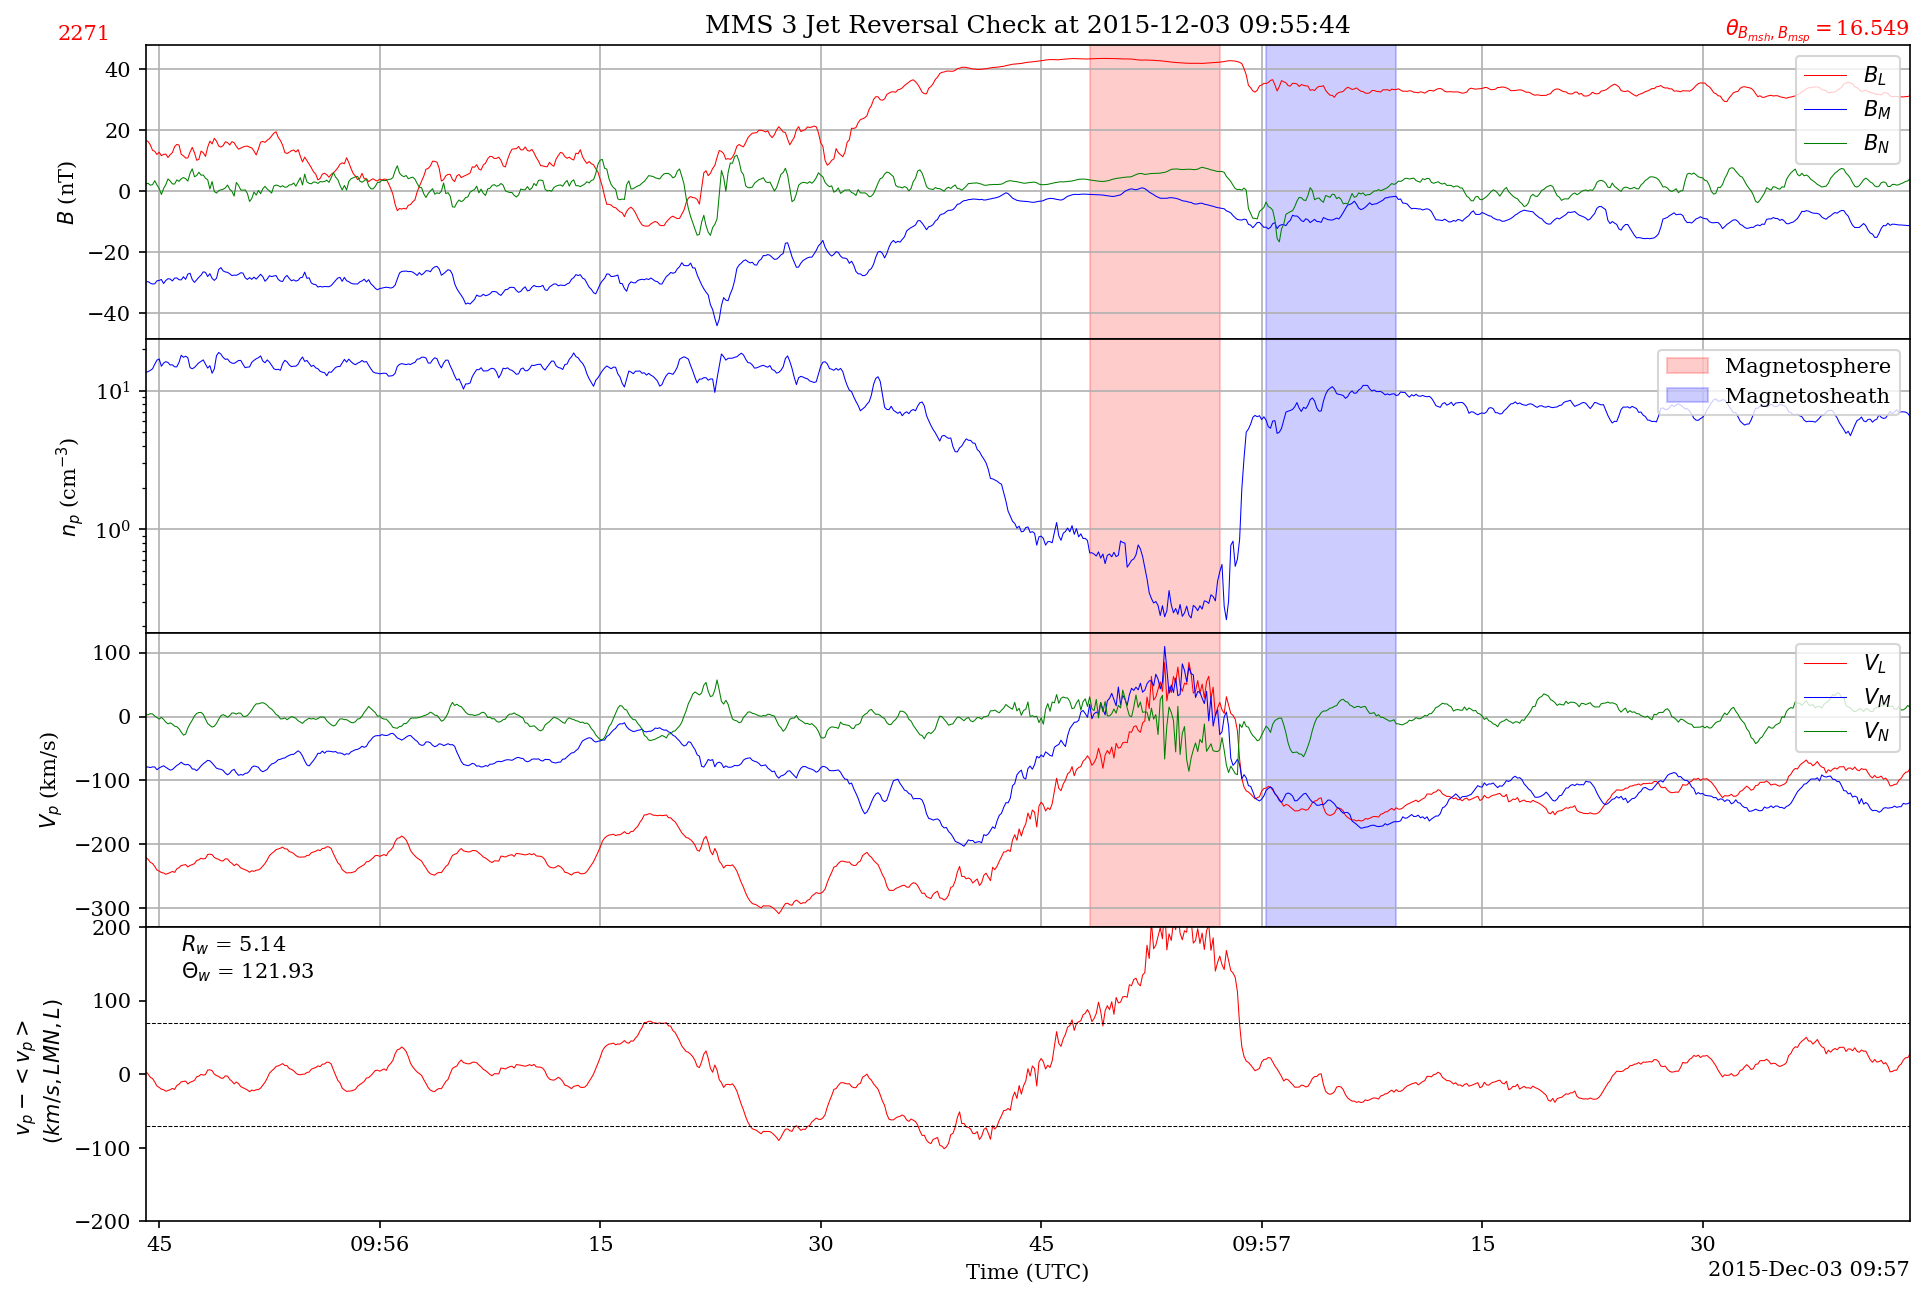 2271
MMS 3 Jet Reversal Check at 2015-12-03 09:55:44
θ_{B_{msh}, B_{msp}} = 16.549
40
20
0
−20
−40
B (nT)
B_L
B_M
B_N
10^1
10^0
n_p (cm^{−3})
Magnetosphere
Magnetosheath
100
0
−100
−200
−300
V_p (km/s)
V_L
V_M
V_N
200
100
0
−100
−200
v_p − < v_p >
(km/s, LMN, L)
R_w = 5.14
Θ_w = 121.93
45
09:56
15
30
45
09:57
15
30
Time (UTC)
2015-Dec-03 09:57